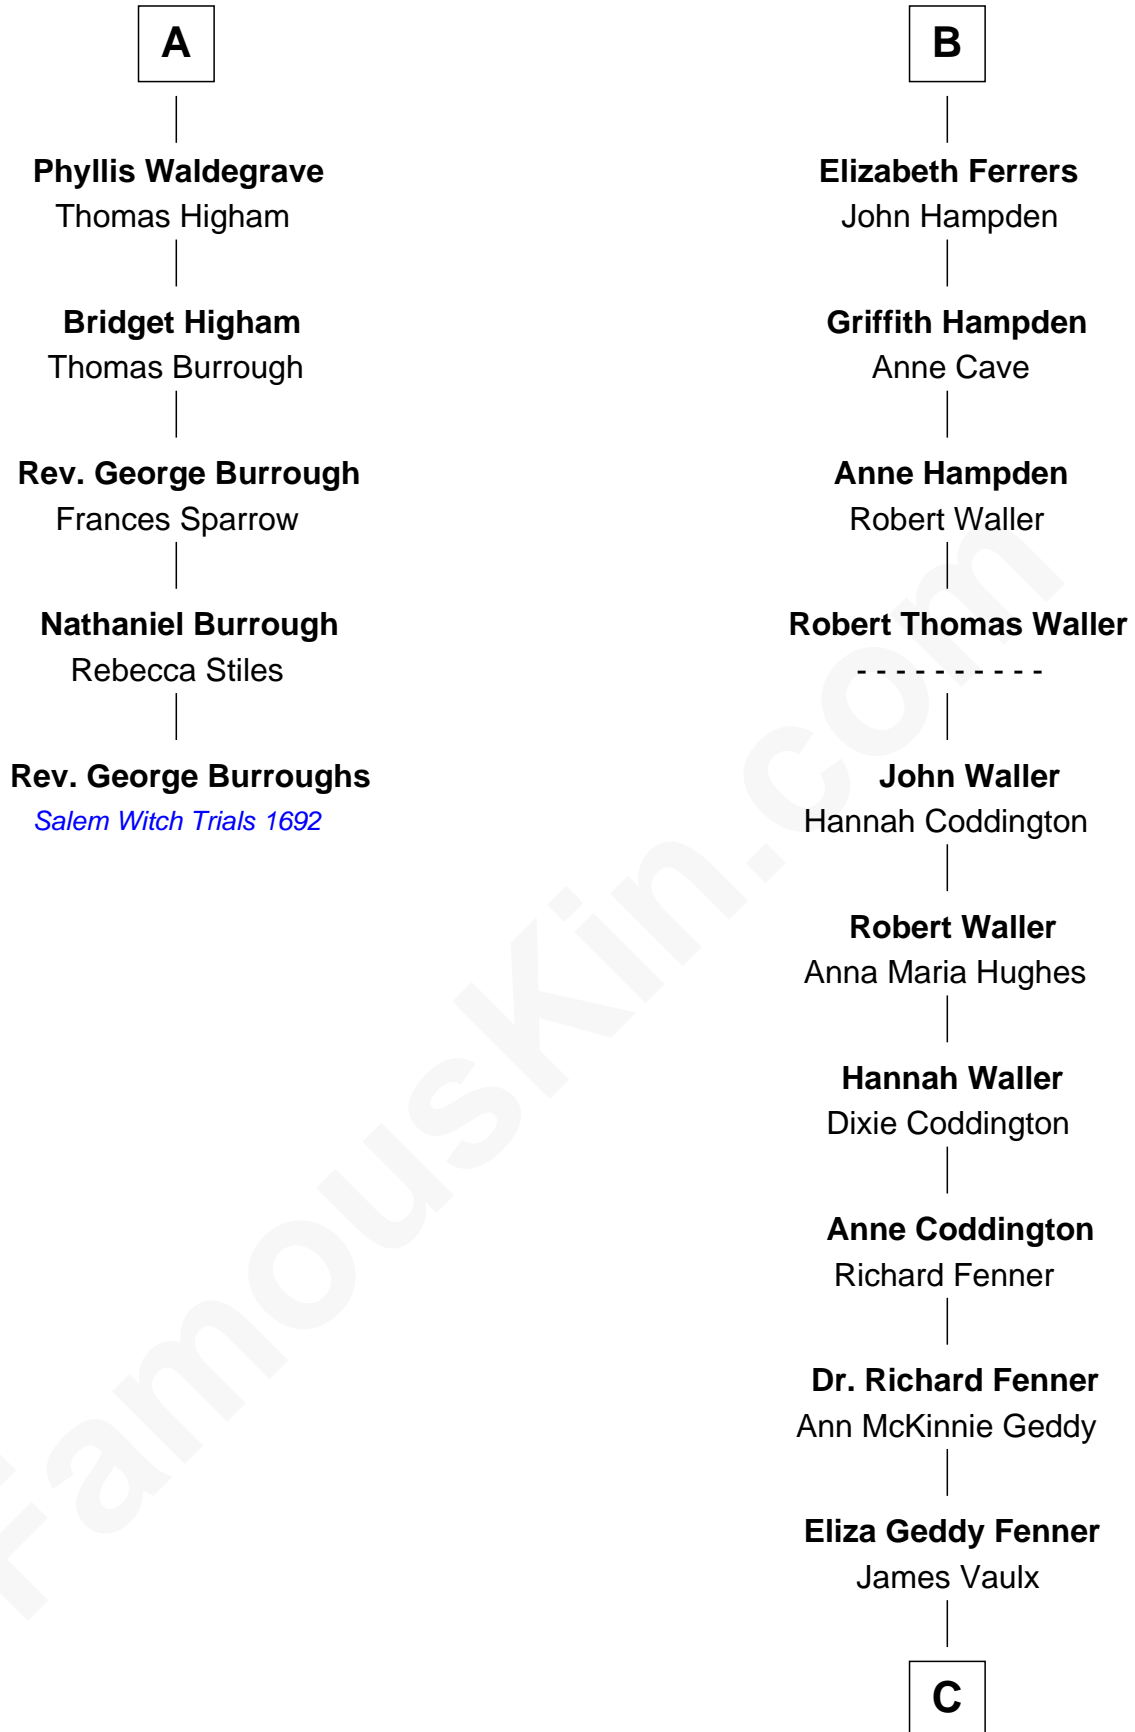 A
Phyllis Waldegrave
Thomas Higham
Bridget Higham
Thomas Burrough
Rev. George Burrough
Frances Sparrow
Nathaniel Burrough
Rebecca Stiles
Rev. George Burroughs
Salem Witch Trials 1692
B
Elizabeth Ferrers
John Hampden
Griffith Hampden
Anne Cave
Anne Hampden
Robert Waller
Robert Thomas Waller
- - - - - - - - - -
John Waller
Hannah Coddington
Robert Waller
Anna Maria Hughes
Hannah Waller
Dixie Coddington
Anne Coddington
Richard Fenner
Dr. Richard Fenner
Ann McKinnie Geddy
Eliza Geddy Fenner
James Vaulx
C
FamousKin.com